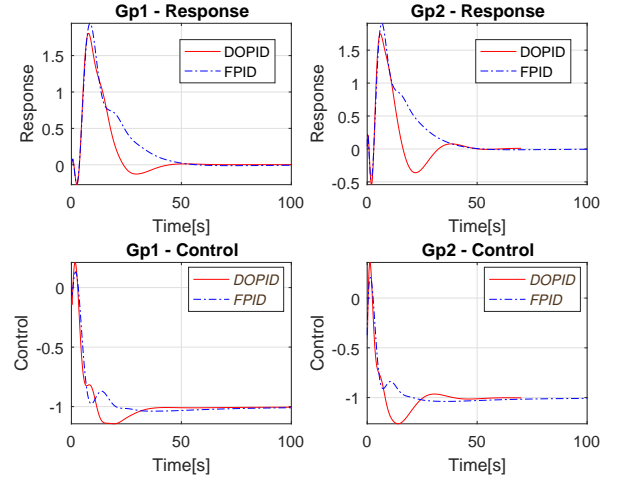 Gp1 - Response
Response
1.5
1
0.5
0
DOPID
FPID
0
50
100
Time[s]
Gp2 - Response
Response
1.5
1
0.5
0
-0.5
DOPID
FPID
0
50
100
Time[s]
Gp1 - Control
Control
0
-0.5
-1
DOPID
FPID
0
50
100
Time[s]
Gp2 - Control
Control
0
-0.5
-1
DOPID
FPID
0
50
100
Time[s]